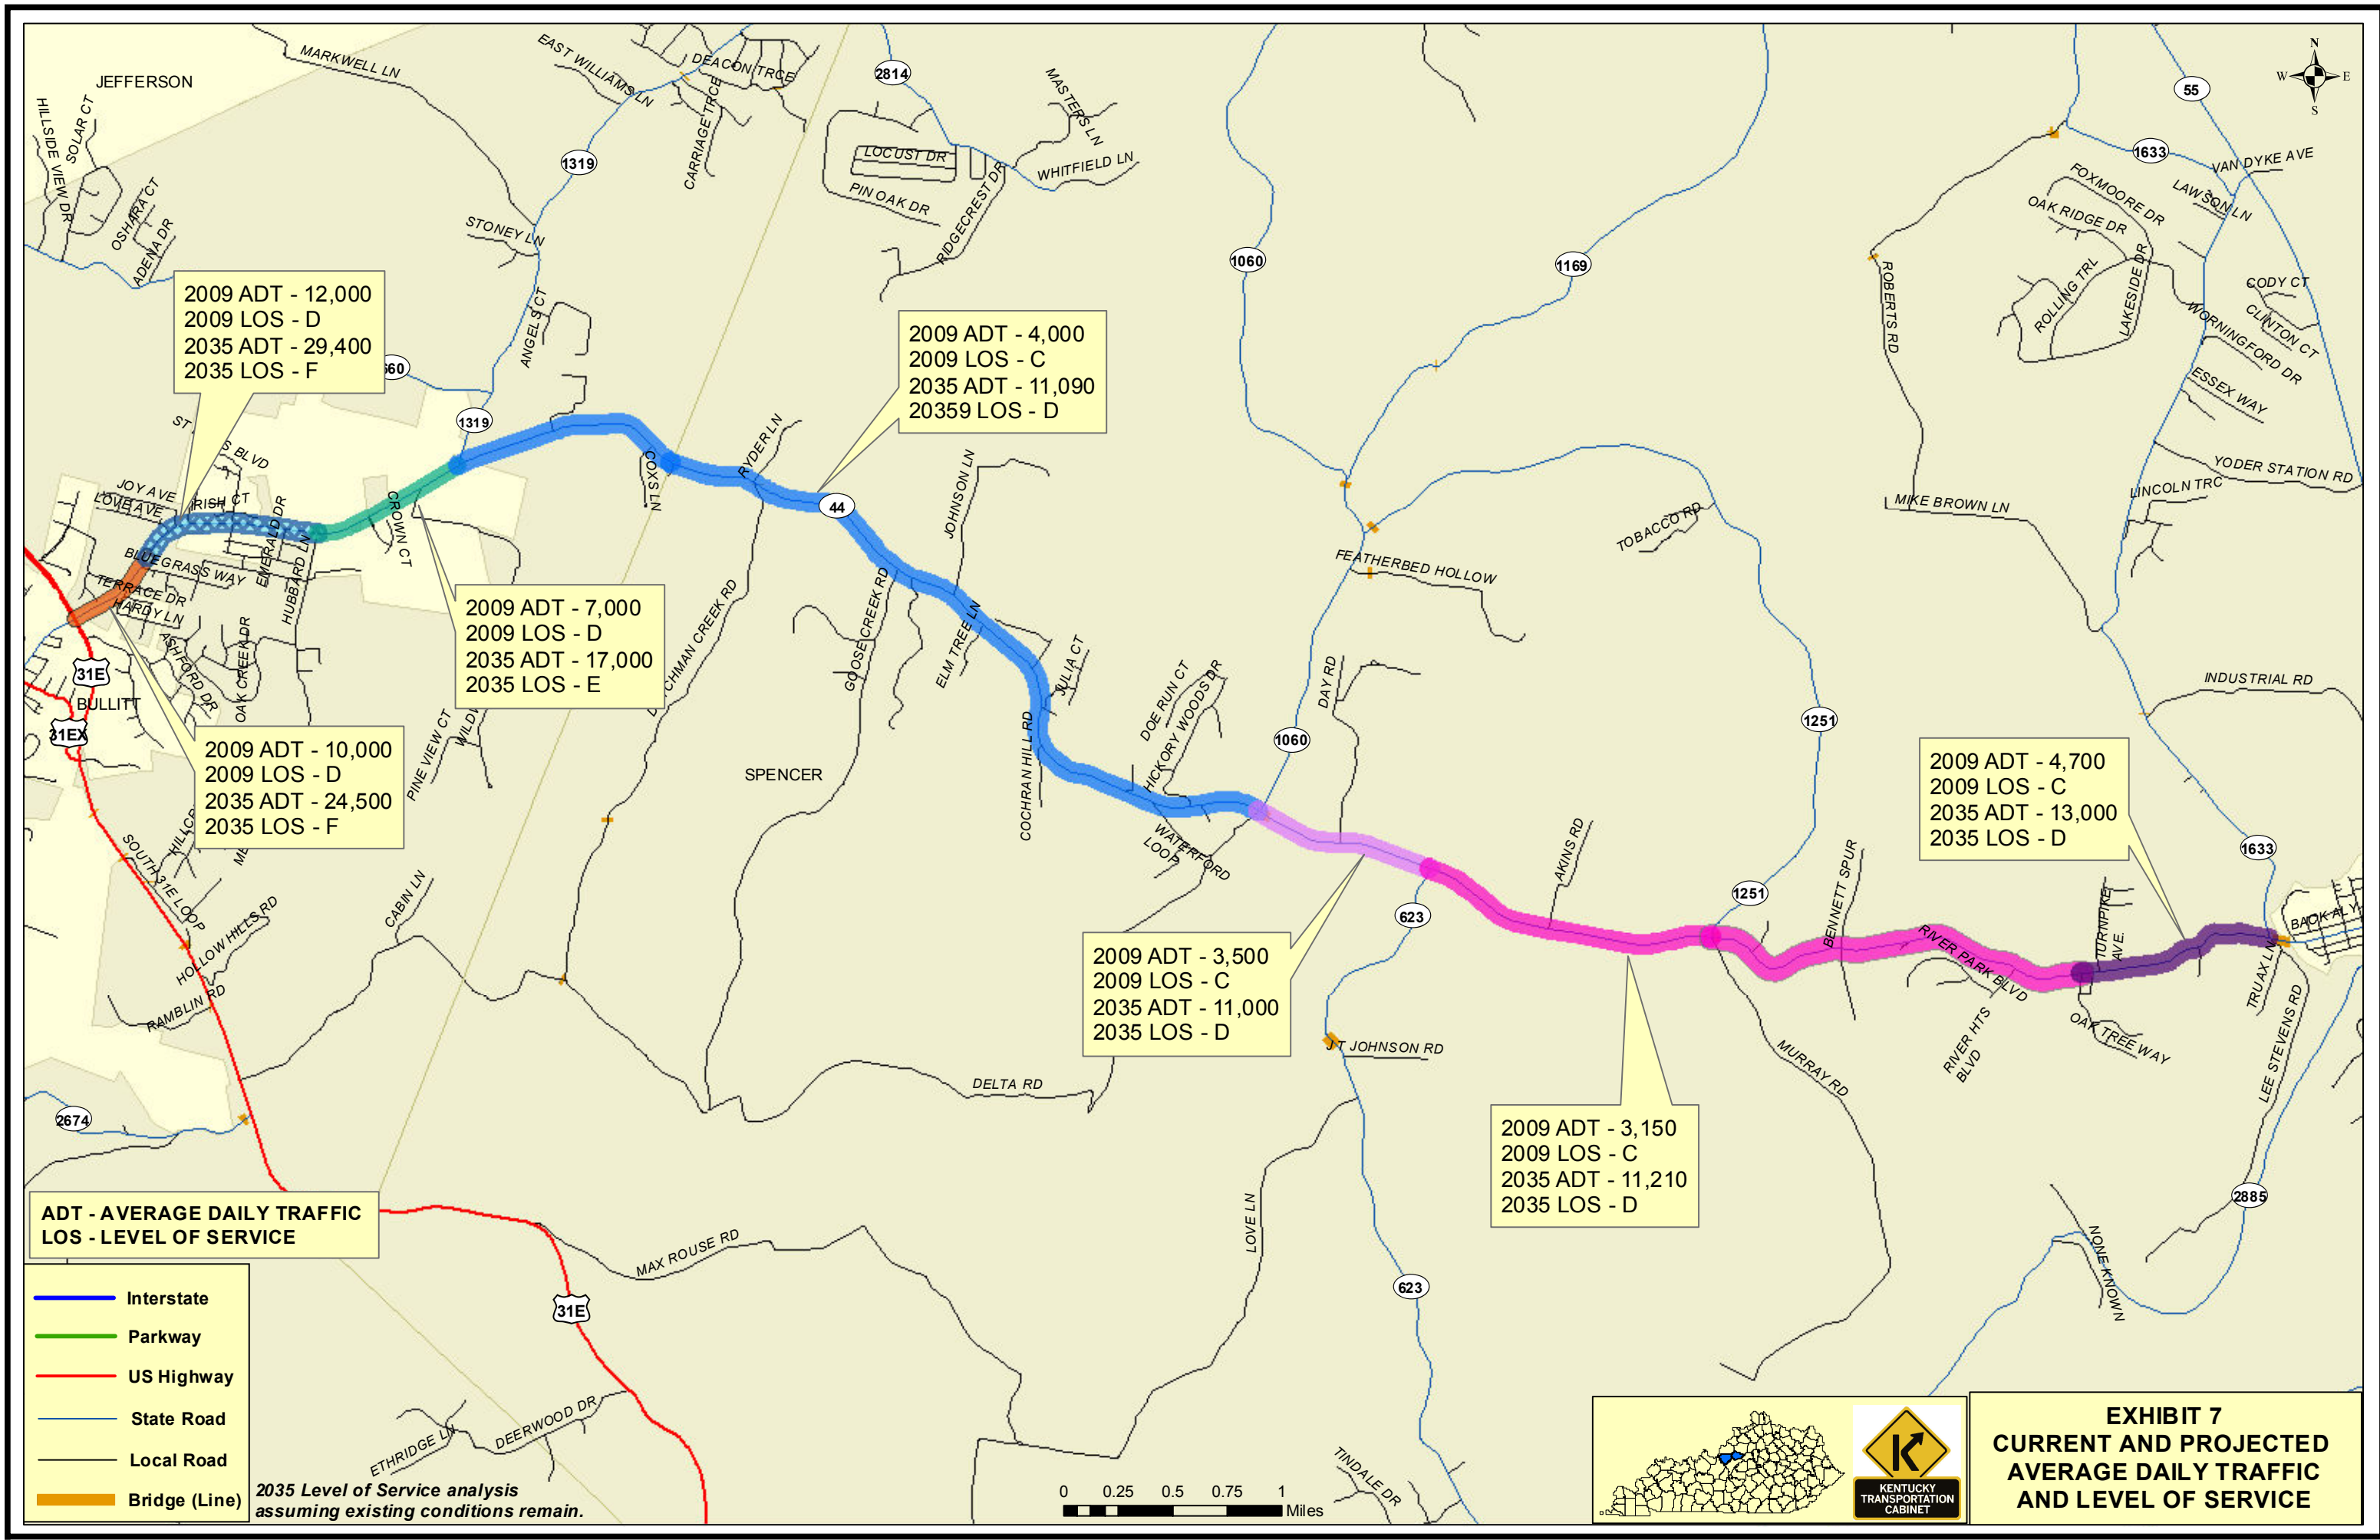 JEFFERSON
MARKWELL LN
EAST WILLIAMS LN
DEACON TRCE
CARRIAGE TRCE
2814
MASTERS LN
WHITFIELD LN
LOCUST DR
PIN OAK DR
RIDGECREST DR
N
W
E
S
55
1633
VAN DYKE AVE
LAWSON LN
FOXMOORE DR
OAK RIDGE DR
ROLLING TRL
LAKESIDE DR
CODY CT
CLINTON CT
WORNINGFORD DR
ESSEX WAY
YODER STATION RD
LINCOLN TRC
ROBERTS RD
MIKE BROWN LN
INDUSTRIAL RD
HILLSIDE VIEW DR
SOLAR CT
OSHARA CT
ADENA DR
1319
STONEY LN
ANGELS CT
1060
1169
2009 ADT - 12,000
2009 LOS - D
2035 ADT - 29,400
2035 LOS - F
2009 ADT - 4,000
2009 LOS - C
2035 ADT - 11,090
20359 LOS - D
1319
S BLVD
JOY AVE
LOVE AVE
IRISH CT
EMERALD DR
HUBBARD LN
BLUEGRASS WAY
TERRACE DR
HARDY LN
ASHFORD DR
OAK CREEK DR
CROWN CT
COXS LN
RYDER LN
44
JOHNSON LN
GOOSE CREEK RD
ELM TREE LN
JULIA CT
COCHRAN HILL RD
DOE RUN CT
HICKORY WOODS DR
WATERFORD
LOOP
1060
DAY RD
FEATHERBED HOLLOW
TOBACCO RD
1251
2009 ADT - 7,000
2009 LOS - D
2035 ADT - 17,000
2035 LOS - E
31E
BULLITT
31EX
2009 ADT - 10,000
2009 LOS - D
2035 ADT - 24,500
2035 LOS - F
PINE VIEW CT
SPENCER
2009 ADT - 4,700
2009 LOS - C
2035 ADT - 13,000
2035 LOS - D
1633
BACK ALY
TRUAX LN
LEE STEVENS RD
TURNPIKE
AVE.
OAK TREE WAY
RIVER PARK BLVD
RIVER HTS
BLVD
BENNETT SPUR
1251
AKINS RD
MURRAY RD
623
SOUTH 31E LOOP
HOLLOW HILLS RD
RAMBLIN RD
CABIN LN
2009 ADT - 3,500
2009 LOS - C
2035 ADT - 11,000
2035 LOS - D
J T JOHNSON RD
DELTA RD
2674
2009 ADT - 3,150
2009 LOS - C
2035 ADT - 11,210
2035 LOS - D
2885
NONE KNOWN
LOVE LN
623
MAX ROUSE RD
31E
ADT - AVERAGE DAILY TRAFFIC
LOS - LEVEL OF SERVICE
Interstate
Parkway
US Highway
State Road
Local Road
Bridge (Line)
ETHRIDGE LN
DEERWOOD DR
2035 Level of Service analysis
assuming existing conditions remain.
0 0.25 0.5 0.75 1
Miles
TINDALE DR
KENTUCKY
TRANSPORTATION
CABINET
EXHIBIT 7
CURRENT AND PROJECTED
AVERAGE DAILY TRAFFIC
AND LEVEL OF SERVICE